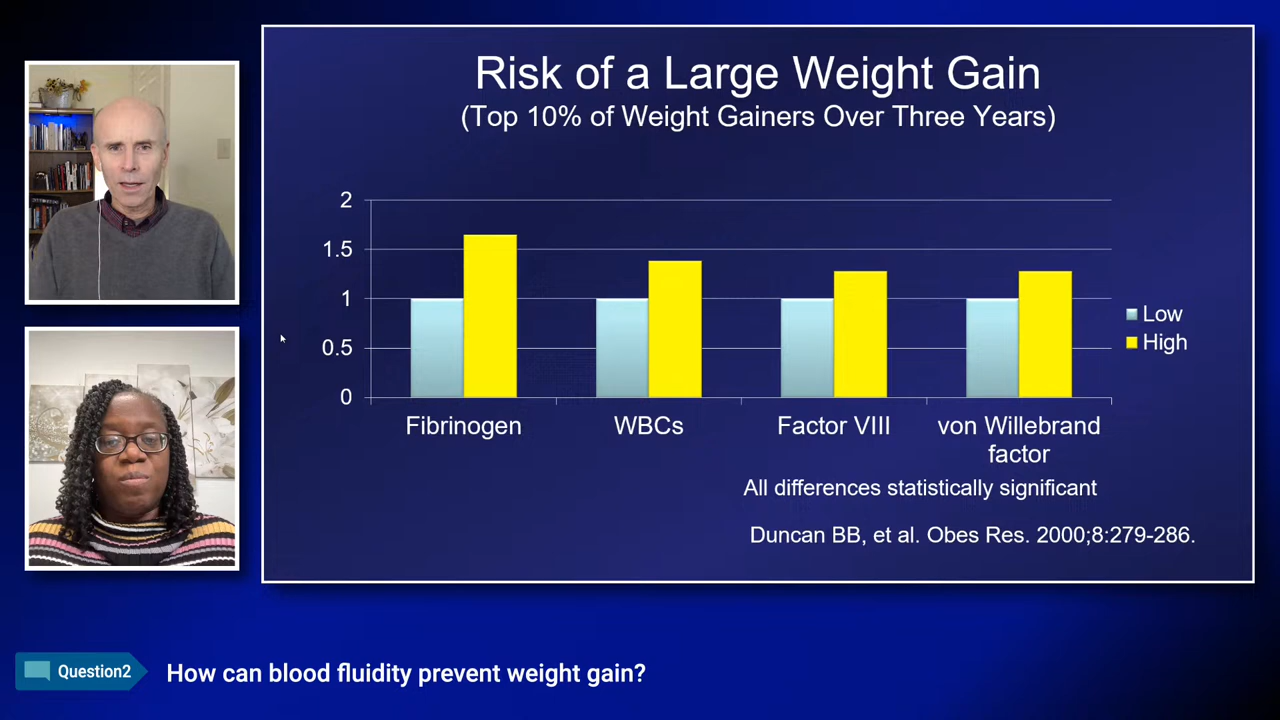 Risk of a Large Weight Gain
(Top 10% of Weight Gainers Over Three Years)
2
1.5
1
0.5
0
Low
High
Fibrinogen
WBCs
Factor VIII
von Willebrand
factor
All differences statistically significant
Duncan BB, et al. Obes Res. 2000;8:279-286.
Question2
How can blood fluidity prevent weight gain?